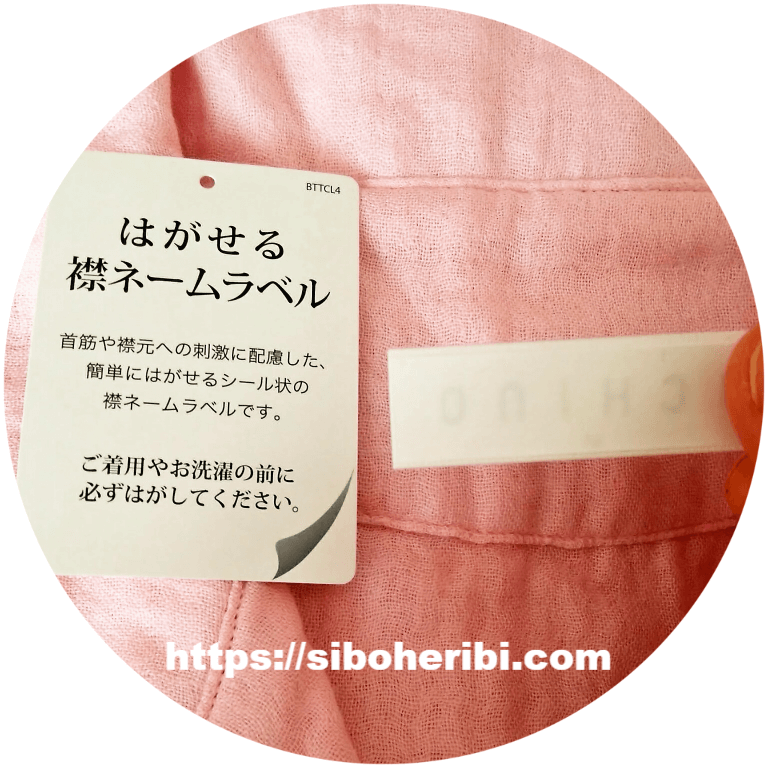 BTTCL4
はがせる
襟ネームラベル
首筋や襟元への刺激に配慮した、
簡単にはがせるシール状の
襟ネームラベルです。
ご着用やお洗濯の前に
必ずはがしてください。
https://siboheribi.com